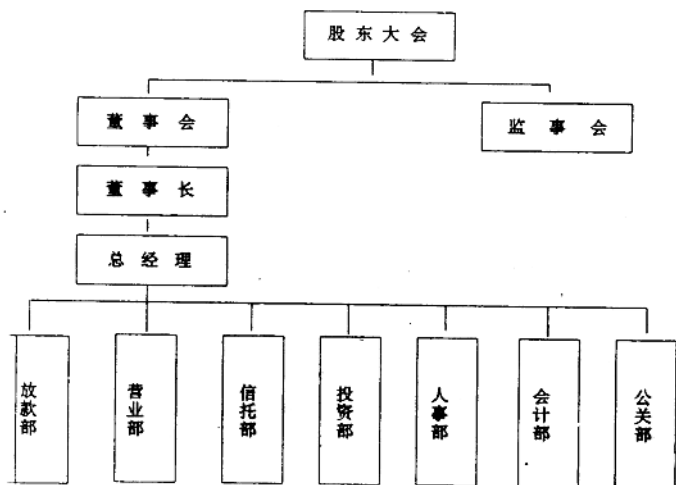 股东大会
董事会
监事会
董事长
总经理
放款部
营业部
信托部
投资部
人事部
会计部
公关部